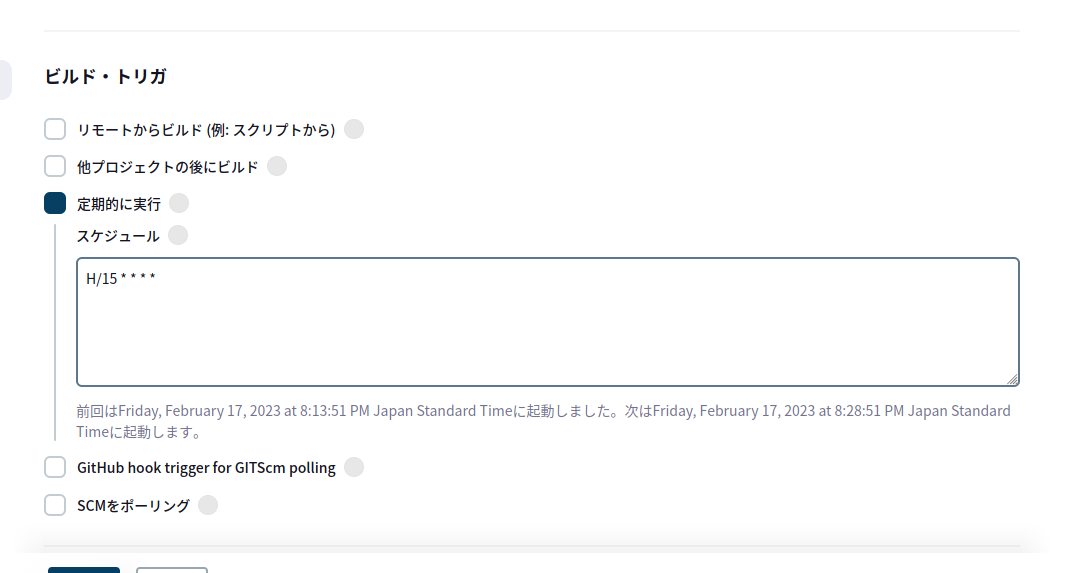 ビルド・トリガ
リモートからビルド (例: スクリプトから)
他プロジェクトの後にビルド
定期的に実行
スケジュール
H/15 * * * *
前回はFriday, February 17, 2023 at 8:13:51 PM Japan Standard Timeに起動しました。次はFriday, February 17, 2023 at 8:28:51 PM Japan Standard
Timeに起動します。
GitHub hook trigger for GITScm polling
SCMをポーリング